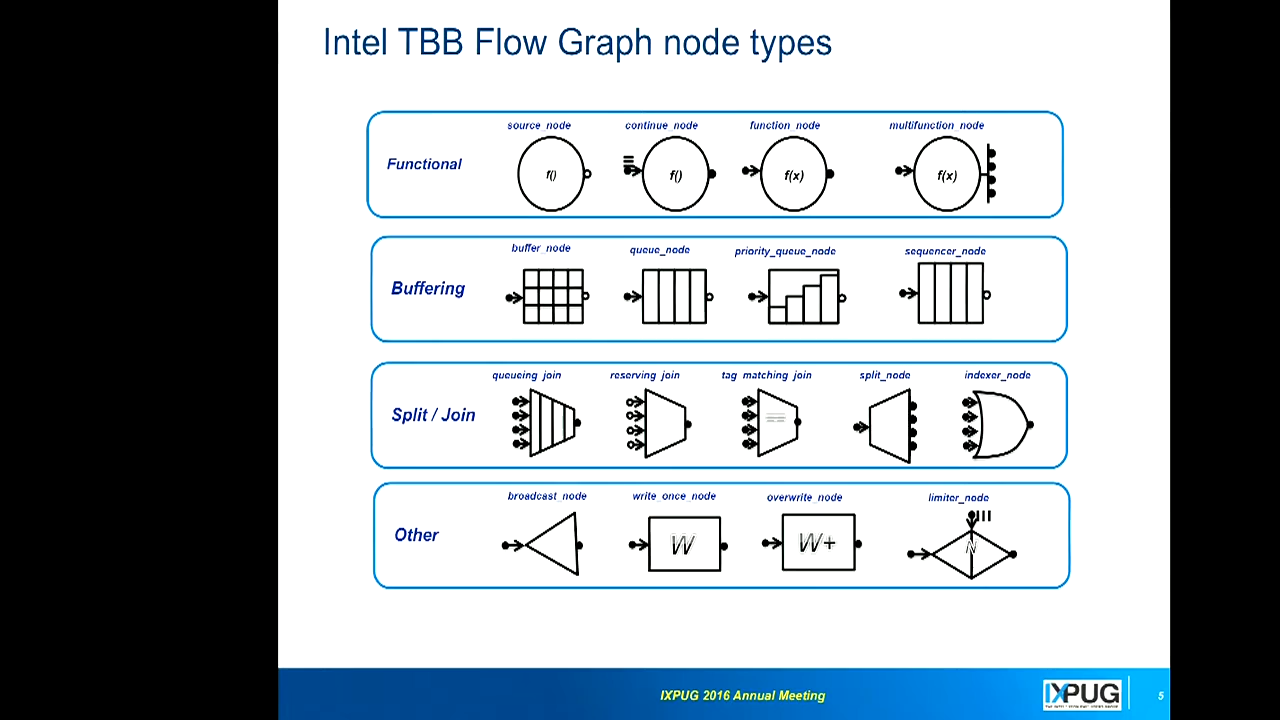 Intel TBB Flow Graph node types
Functional
source_node
continue_node
function_node
multifunction_node
f()
f()
f(x)
f(x)
Buffering
buffer_node
queue_node
priority_queue_node
sequencer_node
Split / Join
queueing join
reserving join
tag matching join
split_node
indexer_node
==
Other
broadcast_node
write_once_node
overwrite_node
limiter_node
W
W+
N
IXPUG 2016 Annual Meeting
IXPUG
5